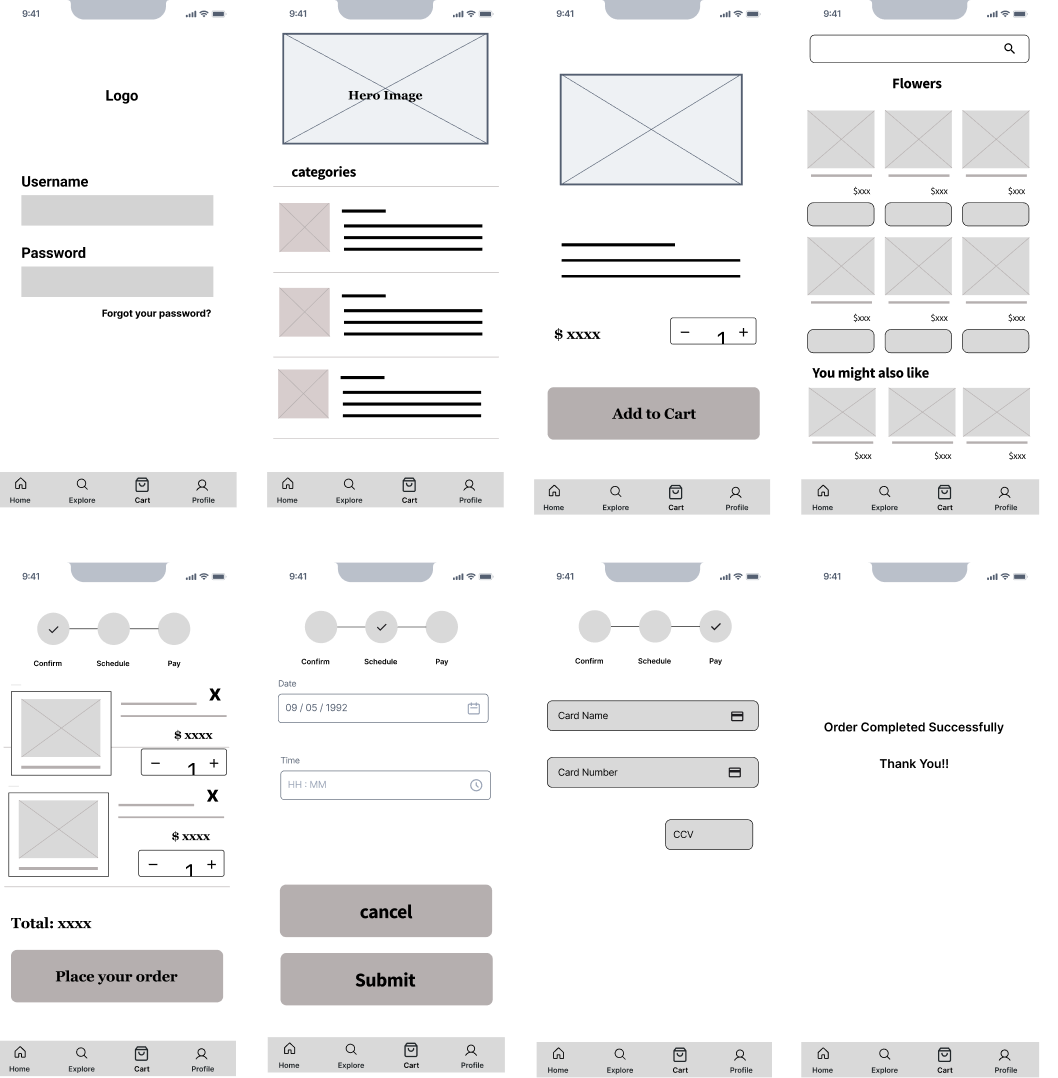 9:41
Logo
Username
Password
Forgot your password?
Home Explore Cart Profile
9:41
Hero Image
categories
Home Explore Cart Profile
9:41
$ xxxx
− 1 +
Add to Cart
Home Explore Cart Profile
9:41
Flowers
$xxx $xxx $xxx
$xxx $xxx $xxx
You might also like
$xxx $xxx $xxx
Home Explore Cart Profile
9:41
Confirm Schedule Pay
X
$ xxxx
− 1 +
X
$ xxxx
− 1 +
Total: xxxx
Place your order
Home Explore Cart Profile
9:41
Confirm Schedule Pay
Date
09 / 05 / 1992
Time
HH : MM
cancel
Submit
Home Explore Cart Profile
9:41
Confirm Schedule Pay
Card Name
Card Number
CCV
Home Explore Cart Profile
9:41
Order Completed Successfully
Thank You!!
Home Explore Cart Profile